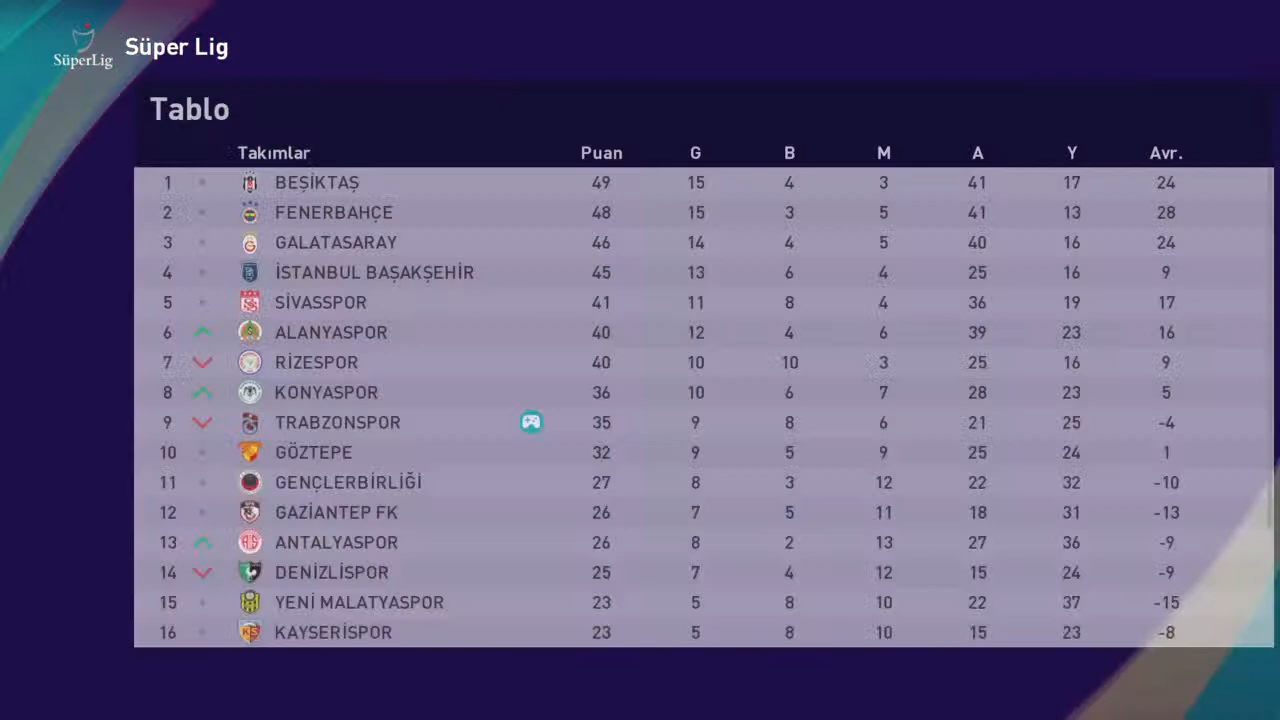 SüperLig Süper Lig
Tablo
Takımlar Puan G B M A Y Avr.
1 BEŞİKTAŞ 49 15 4 3 41 17 24
2 FENERBAHÇE 48 15 3 5 41 13 28
3 GALATASARAY 46 14 4 5 40 16 24
4 İSTANBUL BAŞAKŞEHİR 45 13 6 4 25 16 9
5 SİVASSPOR 41 11 8 4 36 19 17
6 ALANYASPOR 40 12 4 6 39 23 16
7 RİZESPOR 40 10 10 3 25 16 9
8 KONYASPOR 36 10 6 7 28 23 5
9 TRABZONSPOR 35 9 8 6 21 25 -4
10 GÖZTEPE 32 9 5 9 25 24 1
11 GENÇLERBİRLİĞİ 27 8 3 12 22 32 -10
12 GAZİANTEP FK 26 7 5 11 18 31 -13
13 ANTALYASPOR 26 8 2 13 27 36 -9
14 DENİZLİSPOR 25 7 4 12 15 24 -9
15 YENİ MALATYASPOR 23 5 8 10 22 37 -15
16 KAYSERİSPOR 23 5 8 10 15 23 -8